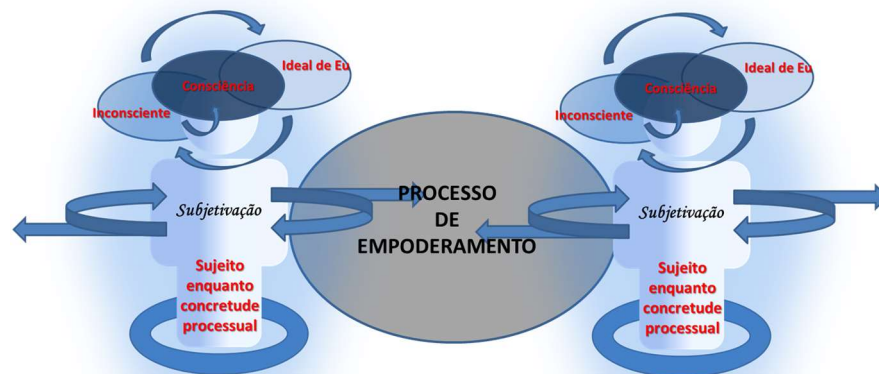 Ideal de Eu
Consciência
Inconsciente
Subjetivação
Sujeito
enquanto
concretude
processual
PROCESSO
DE
EMPODERAMENTO
Ideal de Eu
Consciência
Inconsciente
Subjetivação
Sujeito
enquanto
concretude
processual